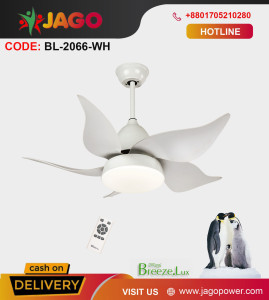 JAGO
+8801705210280
HOTLINE
CODE: BL-2066-WH
Breeze Lux
cash on
DELIVERY
VISIT US
www.jagopower.com